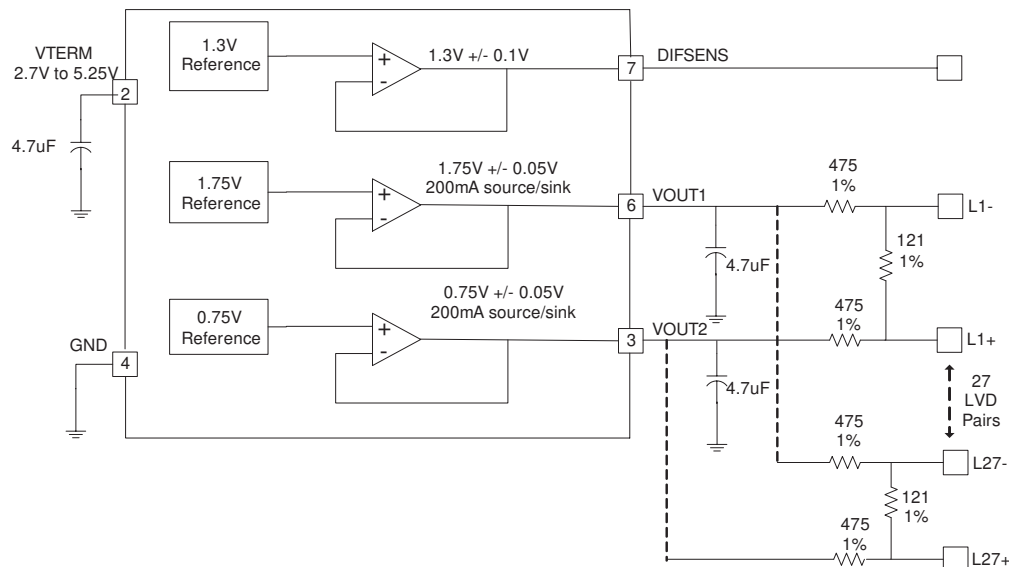 VTERM
2.7V to 5.25V
2
4.7uF
1.3V
Reference
+
-
1.3V +/- 0.1V
7
DIFSENS
1.75V
Reference
+
-
1.75V +/- 0.05V
200mA source/sink
6
VOUT1
4.7uF
475
1%
L1-
121
1%
0.75V
Reference
+
-
0.75V +/- 0.05V
200mA source/sink
GND
4
3
VOUT2
4.7uF
475
1%
L1+
27
LVD
Pairs
475
1%
L27-
121
1%
475
1%
L27+